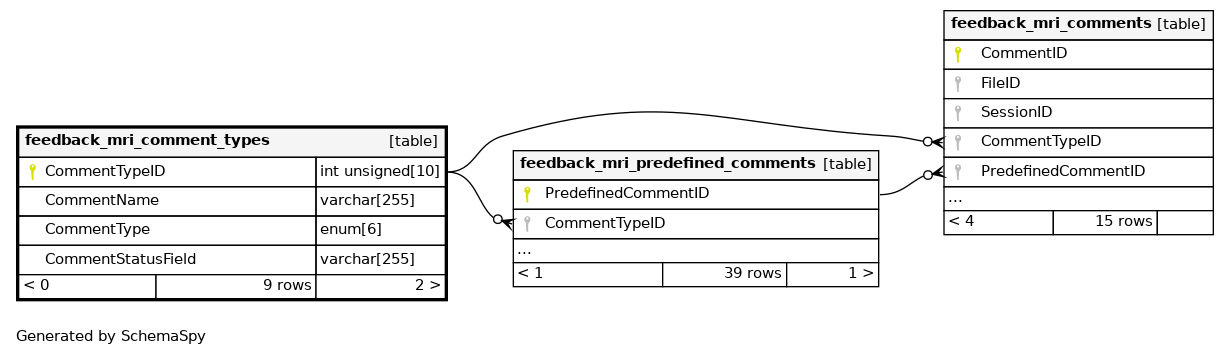 feedback_mri_comments [table]
CommentID
FileID
SessionID
CommentTypeID
PredefinedCommentID
...
< 4 15 rows
feedback_mri_comment_types [table]
CommentTypeID int unsigned[10]
CommentName varchar[255]
CommentType enum[6]
CommentStatusField varchar[255]
< 0 9 rows 2 >
feedback_mri_predefined_comments [table]
PredefinedCommentID
CommentTypeID
...
< 1 39 rows 1 >
Generated by SchemaSpy